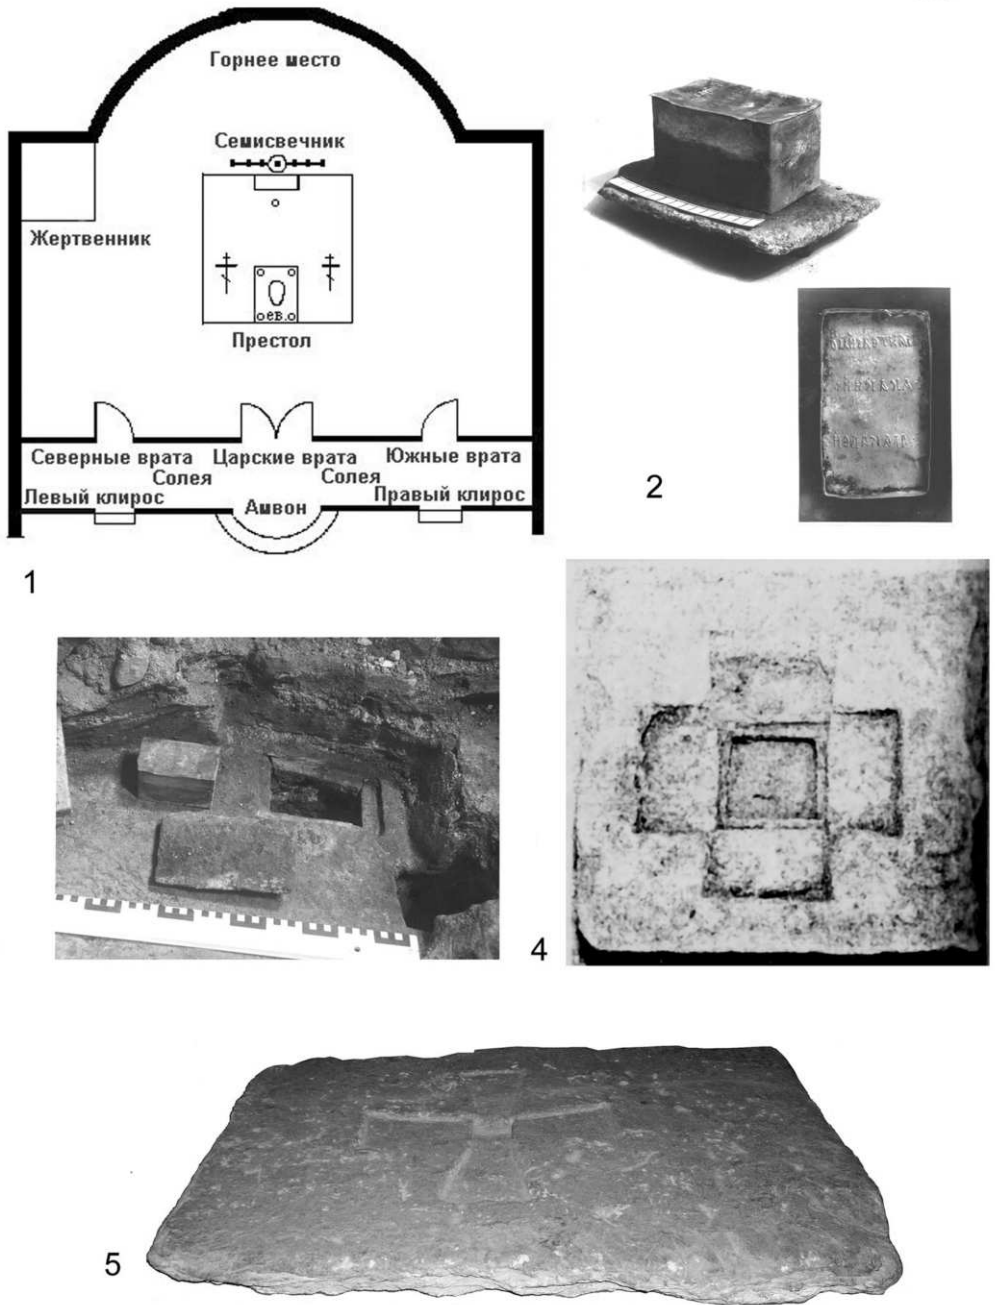 Горнее место
Семисвечник
Жертвенник
ев.
Престол
Северные врата Царские врата Южные врата
Солея Солея
Левый клирос Амвон Правый клирос
1
2
4
5